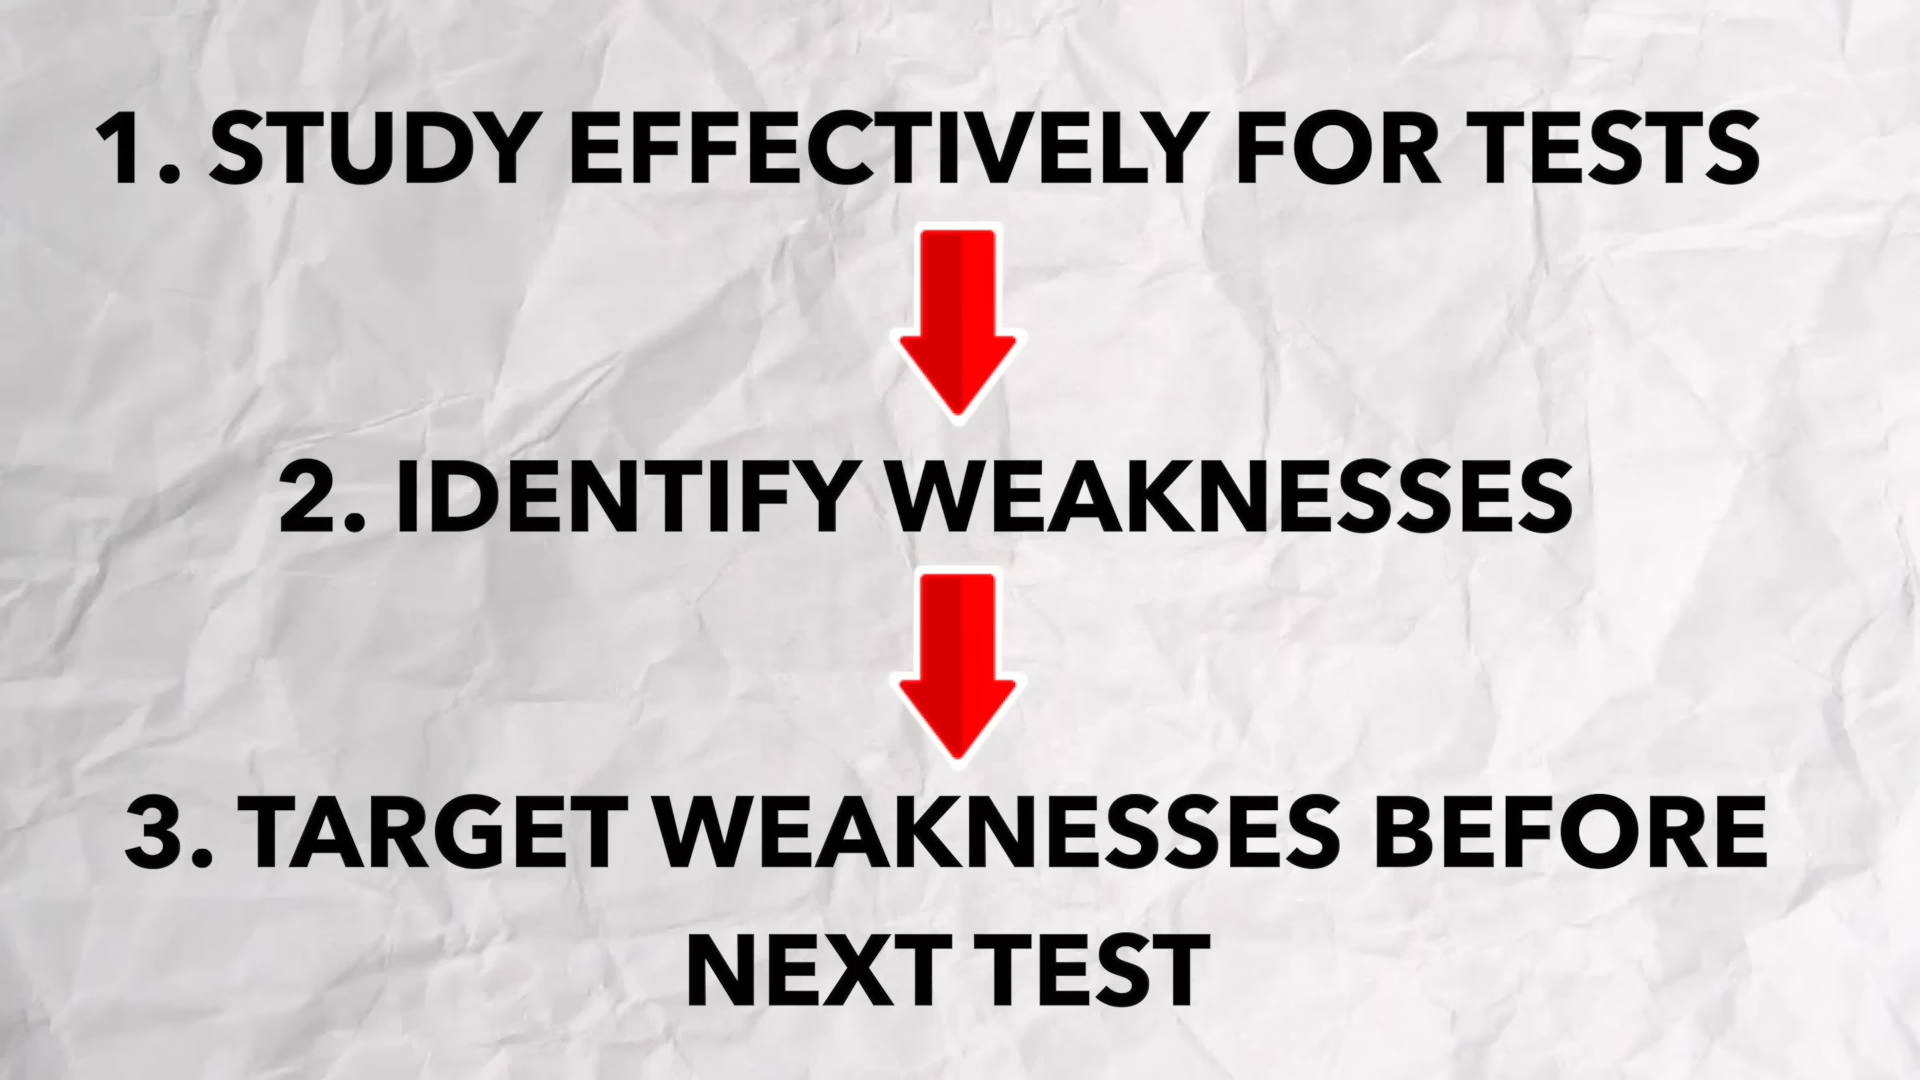 1. STUDY EFFECTIVELY FOR TESTS
2. IDENTIFY WEAKNESSES
3. TARGET WEAKNESSES BEFORE
NEXT TEST